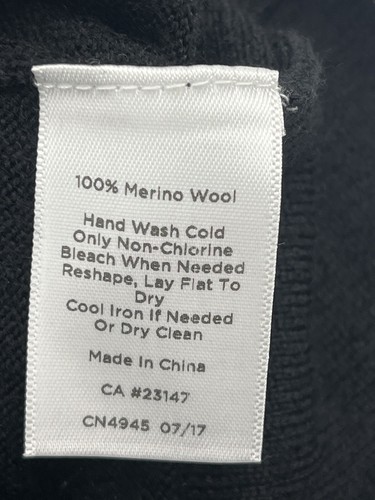 100% Merino Wool
Hand Wash Cold
Only Non-Chlorine
Bleach When Needed
Reshape, Lay Flat To
Dry
Cool Iron If Needed
Or Dry Clean
Made In China
CA #23147
CN4945 07/17